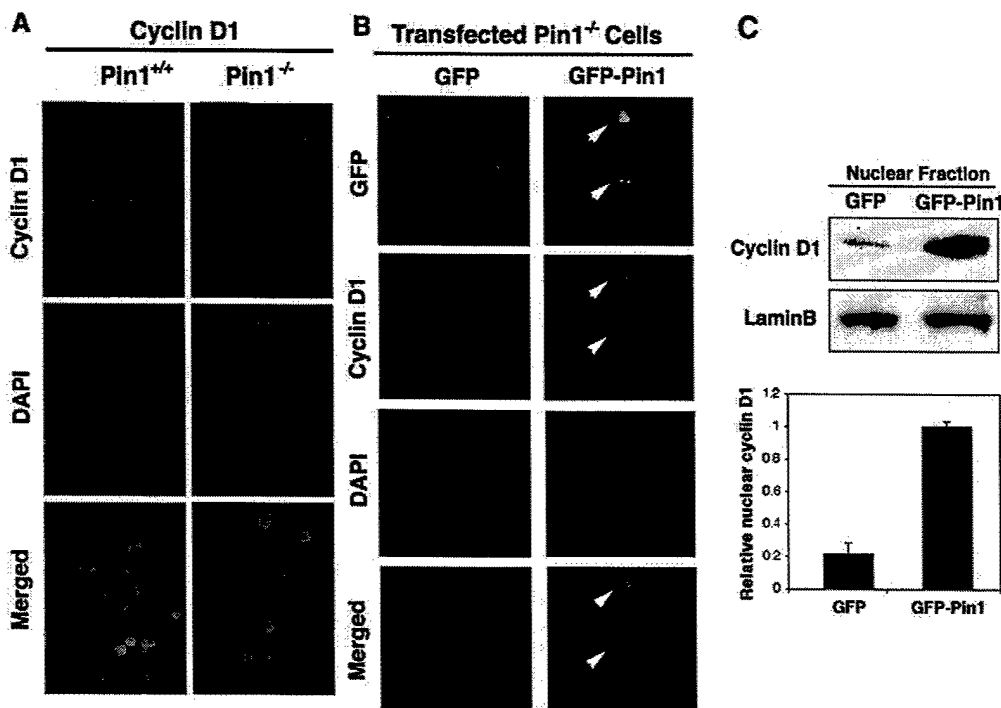 A
Cyclin D1
Pin1+/+ Pin1-/-
Cyclin D1
DAPI
Merged
B
Transfected Pin1-/- Cells
GFP GFP-Pin1
GFP
Cyclin D1
DAPI
Merged
C
Nuclear Fraction
GFP GFP-Pin1
Cyclin D1
LaminB
Relative nuclear cyclin D1
1.2
1
0.8
0.6
0.4
0.2
0
GFP GFP-Pin1